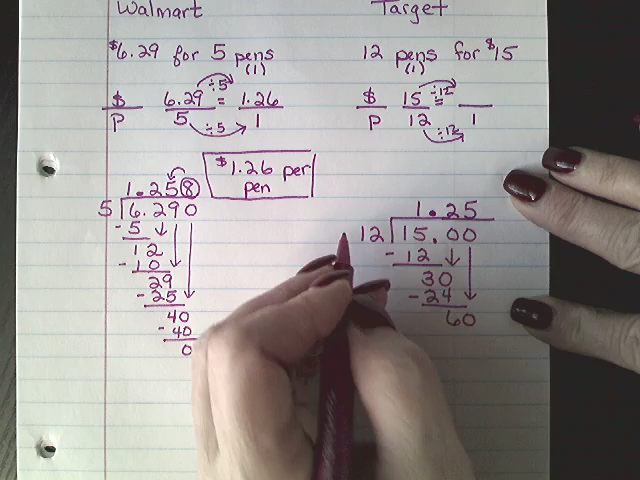 Walmart
$6.29 for 5 pens
(1)
$/P 6.29/5 = 1.26/1
÷5
÷5
$1.26 per
pen
1.258
5 6.290
-5
12
-10
29
-25
40
-40
0
Target
12 pens for $15
(1)
$/P 15/12 = __/1
÷12
÷12
1.25
12 15.00
-12
30
-24
60